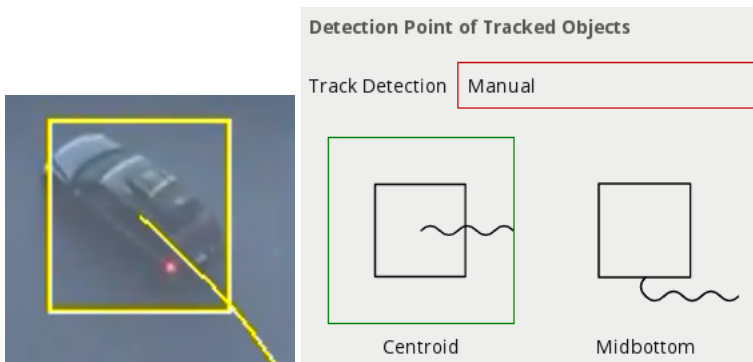 Detection Point of Tracked Objects
Track Detection Manual
Centroid Midbottom